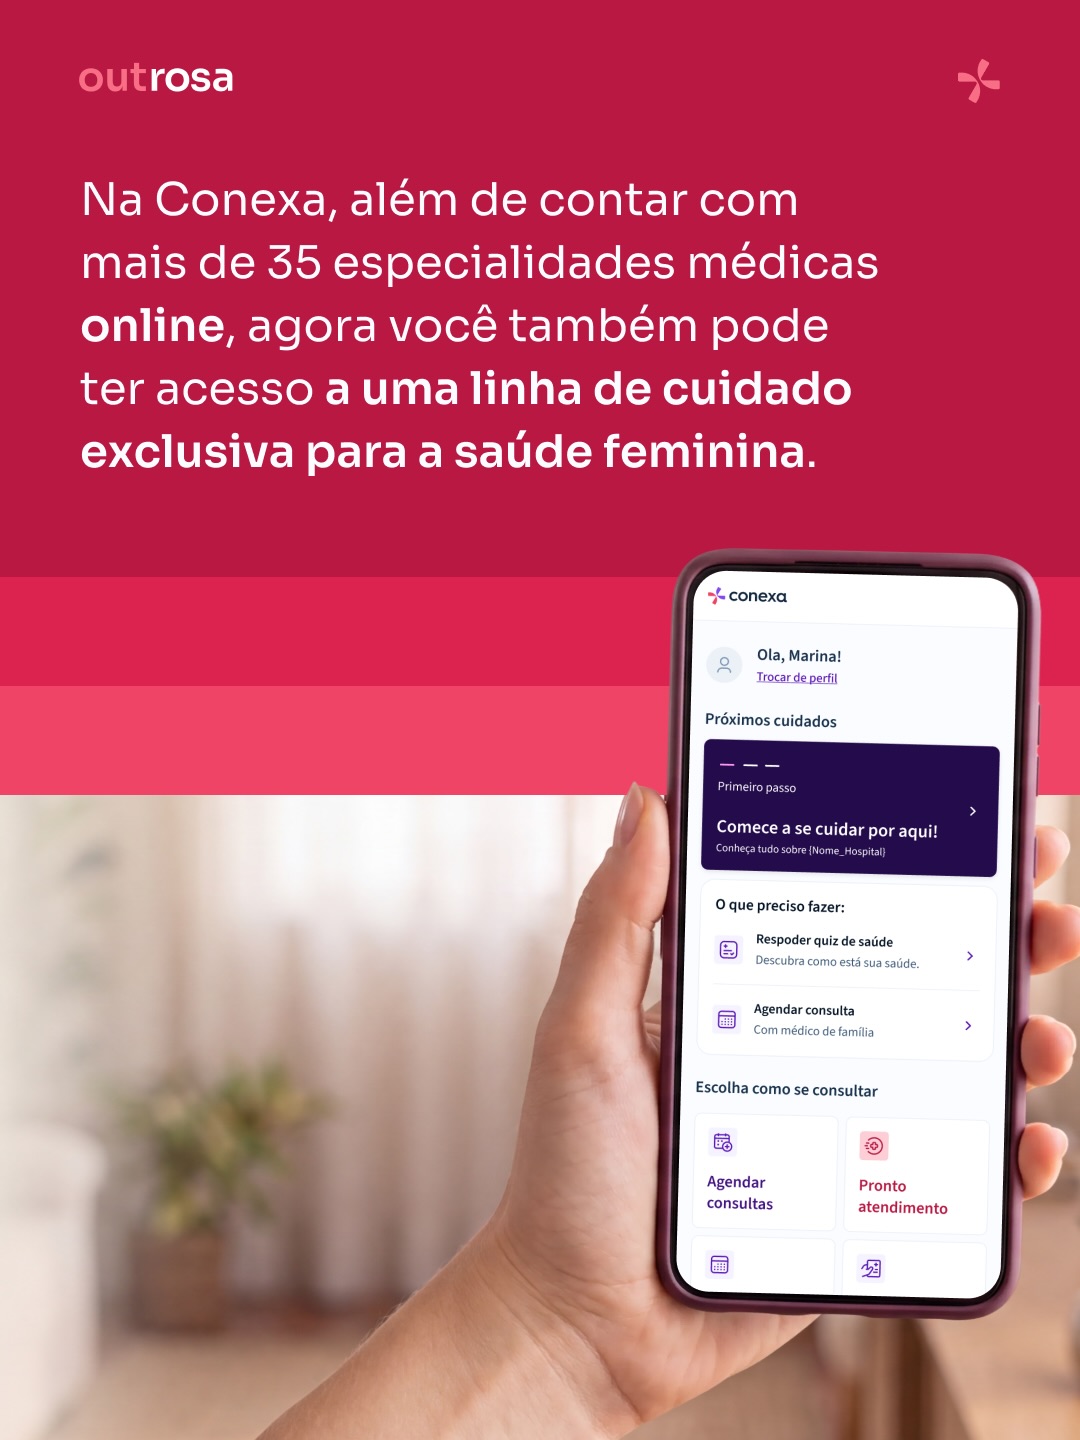 outrosa
Na Conexa, além de contar com
mais de 35 especialidades médicas
online, agora você também pode
ter acesso a uma linha de cuidado
exclusiva para a saúde feminina.
conexa
Ola, Marina!
Trocar de perfil
Próximos cuidados
Primeiro passo
Comece a se cuidar por aqui!
Conheça tudo sobre {Nome_Hospital}
O que preciso fazer:
Respoder quiz de saúde
Descubra como está sua saúde.
Agendar consulta
Com médico de família
Escolha como se consultar
Agendar
consultas
Pronto
atendimento